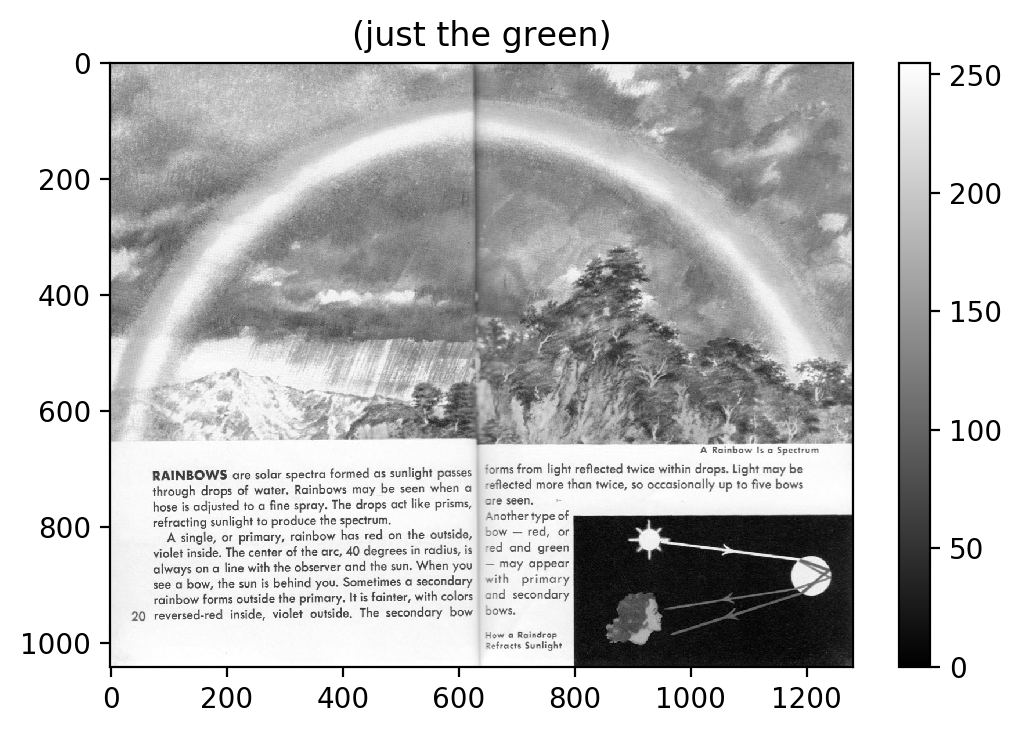 (just the green)
0
200
400
600
800
1000
0
200
400
600
800
1000
1200
250
200
150
100
50
0
A Rainbow Is a Spectrum
RAINBOWS are solar spectra formed as sunlight passes
through drops of water. Rainbows may be seen when a
hose is adjusted to a fine spray. The drops act like prisms,
refracting sunlight to produce the spectrum.
A single, or primary, rainbow has red on the outside,
violet inside. The center of the arc, 40 degrees in radius, is
always on a line with the observer and the sun. When you
see a bow, the sun is behind you. Sometimes a secondary
rainbow forms outside the primary. It is fainter, with colors
20 reversed-red inside, violet outside. The secondary bow
forms from light reflected twice within drops. Light may be
reflected more than twice, so occasionally up to five bows
are seen.
Another type of
bow — red, or
red and green
— may appear
with primary
and secondary
bows.
How a Raindrop
Refracts Sunlight